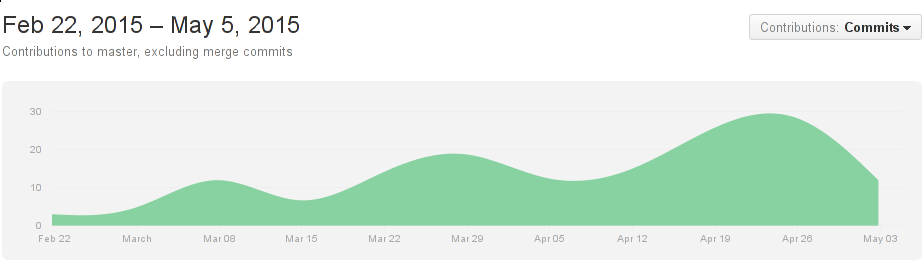 Feb 22, 2015 – May 5, 2015
Contributions: Commits
Contributions to master, excluding merge commits
30
20
10
0
Feb 22 March Mar 08 Mar 15 Mar 22 Mar 29 Apr 05 Apr 12 Apr 19 Apr 26 May 03